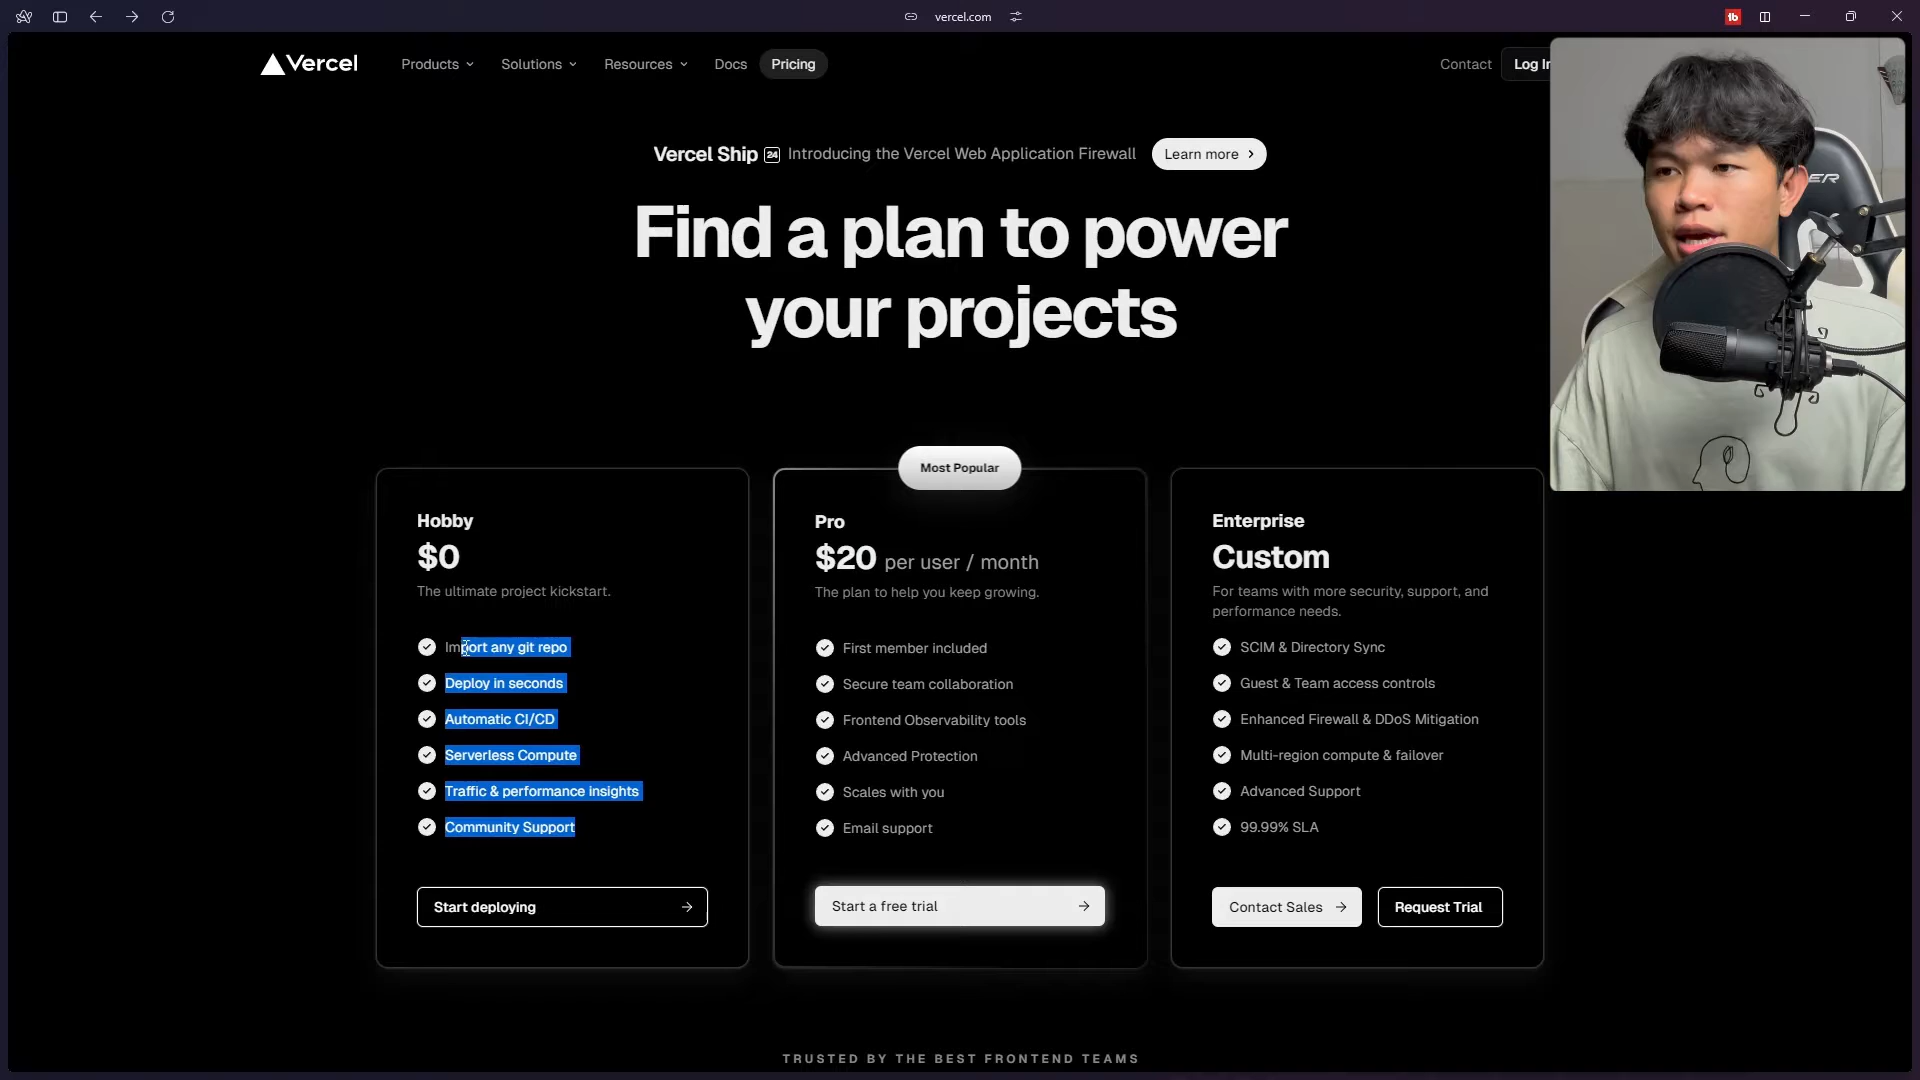 vercel.com
Vercel
Products
Solutions
Resources
Docs
Pricing
Contact
Log In
Vercel Ship 24 Introducing the Vercel Web Application Firewall
Learn more
Find a plan to power
your projects
Most Popular
Hobby
$0
The ultimate project kickstart.
Import any git repo
Deploy in seconds
Automatic CI/CD
Serverless Compute
Traffic & performance insights
Community Support
Start deploying
Pro
$20 per user / month
The plan to help you keep growing.
First member included
Secure team collaboration
Frontend Observability tools
Advanced Protection
Scales with you
Email support
Start a free trial
Enterprise
Custom
For teams with more security, support, and
performance needs.
SCIM & Directory Sync
Guest & Team access controls
Enhanced Firewall & DDoS Mitigation
Multi-region compute & failover
Advanced Support
99.99% SLA
Contact Sales
Request Trial
TRUSTED BY THE BEST FRONTEND TEAMS